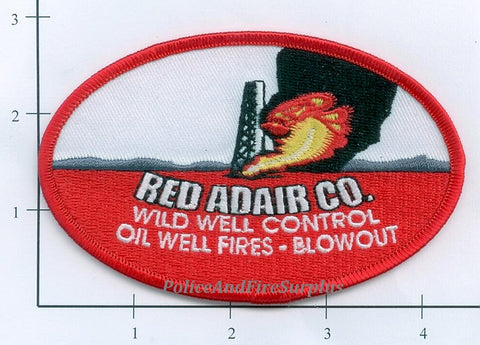 3
2
1
RED ADAIR CO.
WILD WELL CONTROL
OIL WELL FIRES - BLOWOUT
PoliceAndFireSurplus
1 2 3 4